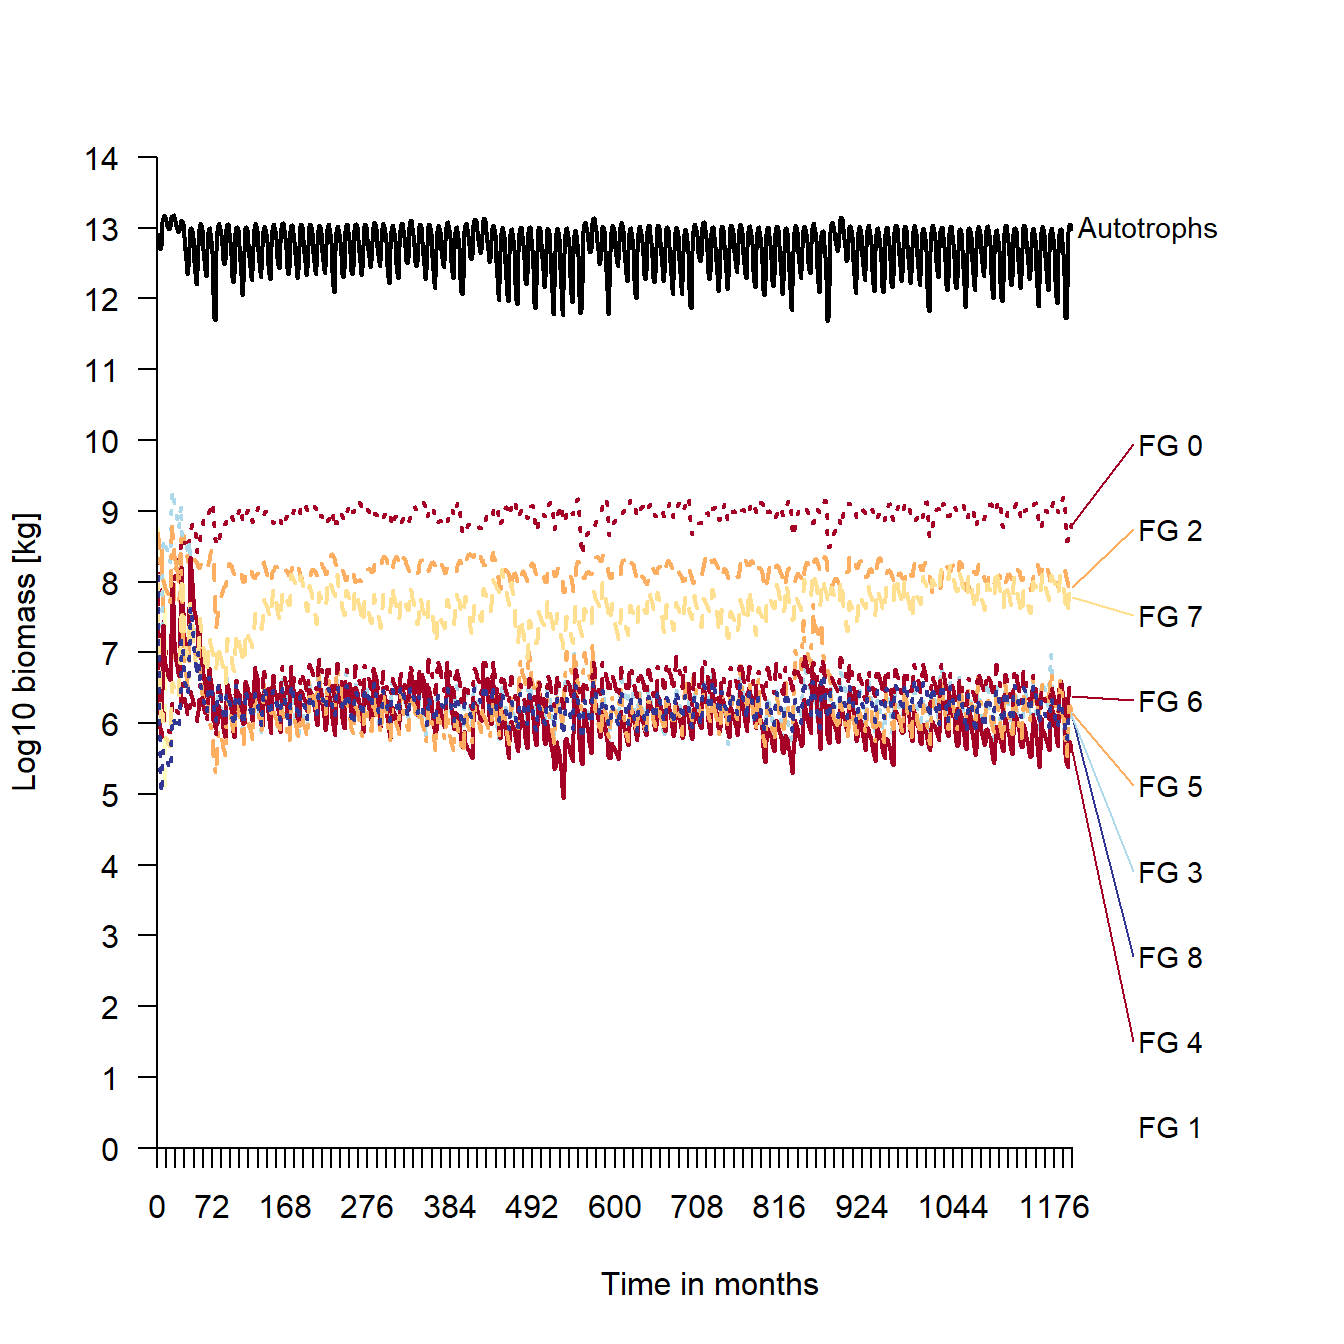 14
13
12
11
10
9
8
7
6
5
4
3
2
1
0
Log10 biomass [kg]
Autotrophs
FG 0
FG 2
FG 7
FG 6
FG 5
FG 3
FG 8
FG 4
FG 1
0 72 168 276 384 492 600 708 816 924 1044 1176
Time in months